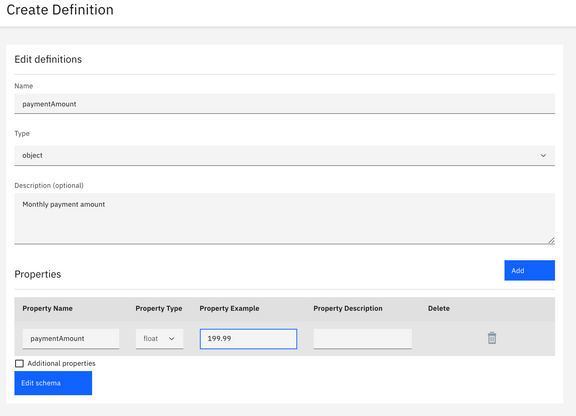 Create Definition
Edit definitions
Name
paymentAmount
Type
object
Description (optional)
Monthly payment amount
Add
Properties
Property Name Property Type Property Example Property Description Delete
paymentAmount float 199.99
Additional properties
Edit schema